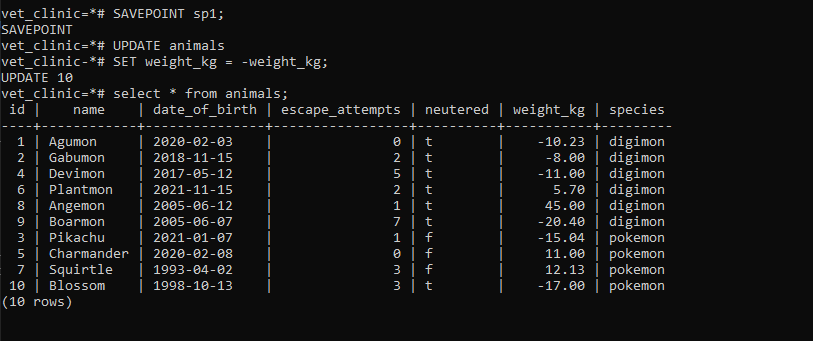 vet_clinic=*# SAVEPOINT sp1;
SAVEPOINT
vet_clinic=*# UPDATE animals
vet_clinic-*# SET weight_kg = -weight_kg;
UPDATE 10
vet_clinic=*# select * from animals;
 id |    name    | date_of_birth | escape_attempts | neutered | weight_kg | species
----+------------+---------------+-----------------+----------+-----------+---------
  1 | Agumon     | 2020-02-03    |               0 | t        |    -10.23 | digimon
  2 | Gabumon    | 2018-11-15    |               2 | t        |     -8.00 | digimon
  4 | Devimon    | 2017-05-12    |               5 | t        |    -11.00 | digimon
  6 | Plantmon   | 2021-11-15    |               2 | t        |      5.70 | digimon
  8 | Angemon    | 2005-06-12    |               1 | t        |     45.00 | digimon
  9 | Boarmon    | 2005-06-07    |               7 | t        |    -20.40 | digimon
  3 | Pikachu    | 2021-01-07    |               1 | f        |    -15.04 | pokemon
  5 | Charmander | 2020-02-08    |               0 | f        |     11.00 | pokemon
  7 | Squirtle   | 1993-04-02    |               3 | f        |     12.13 | pokemon
 10 | Blossom    | 1998-10-13    |               3 | t        |    -17.00 | pokemon
(10 rows)